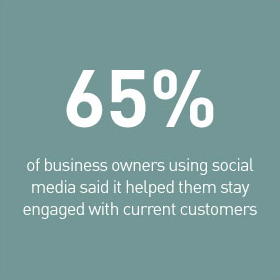 65%
of business owners using social
media said it helped them stay
engaged with current customers